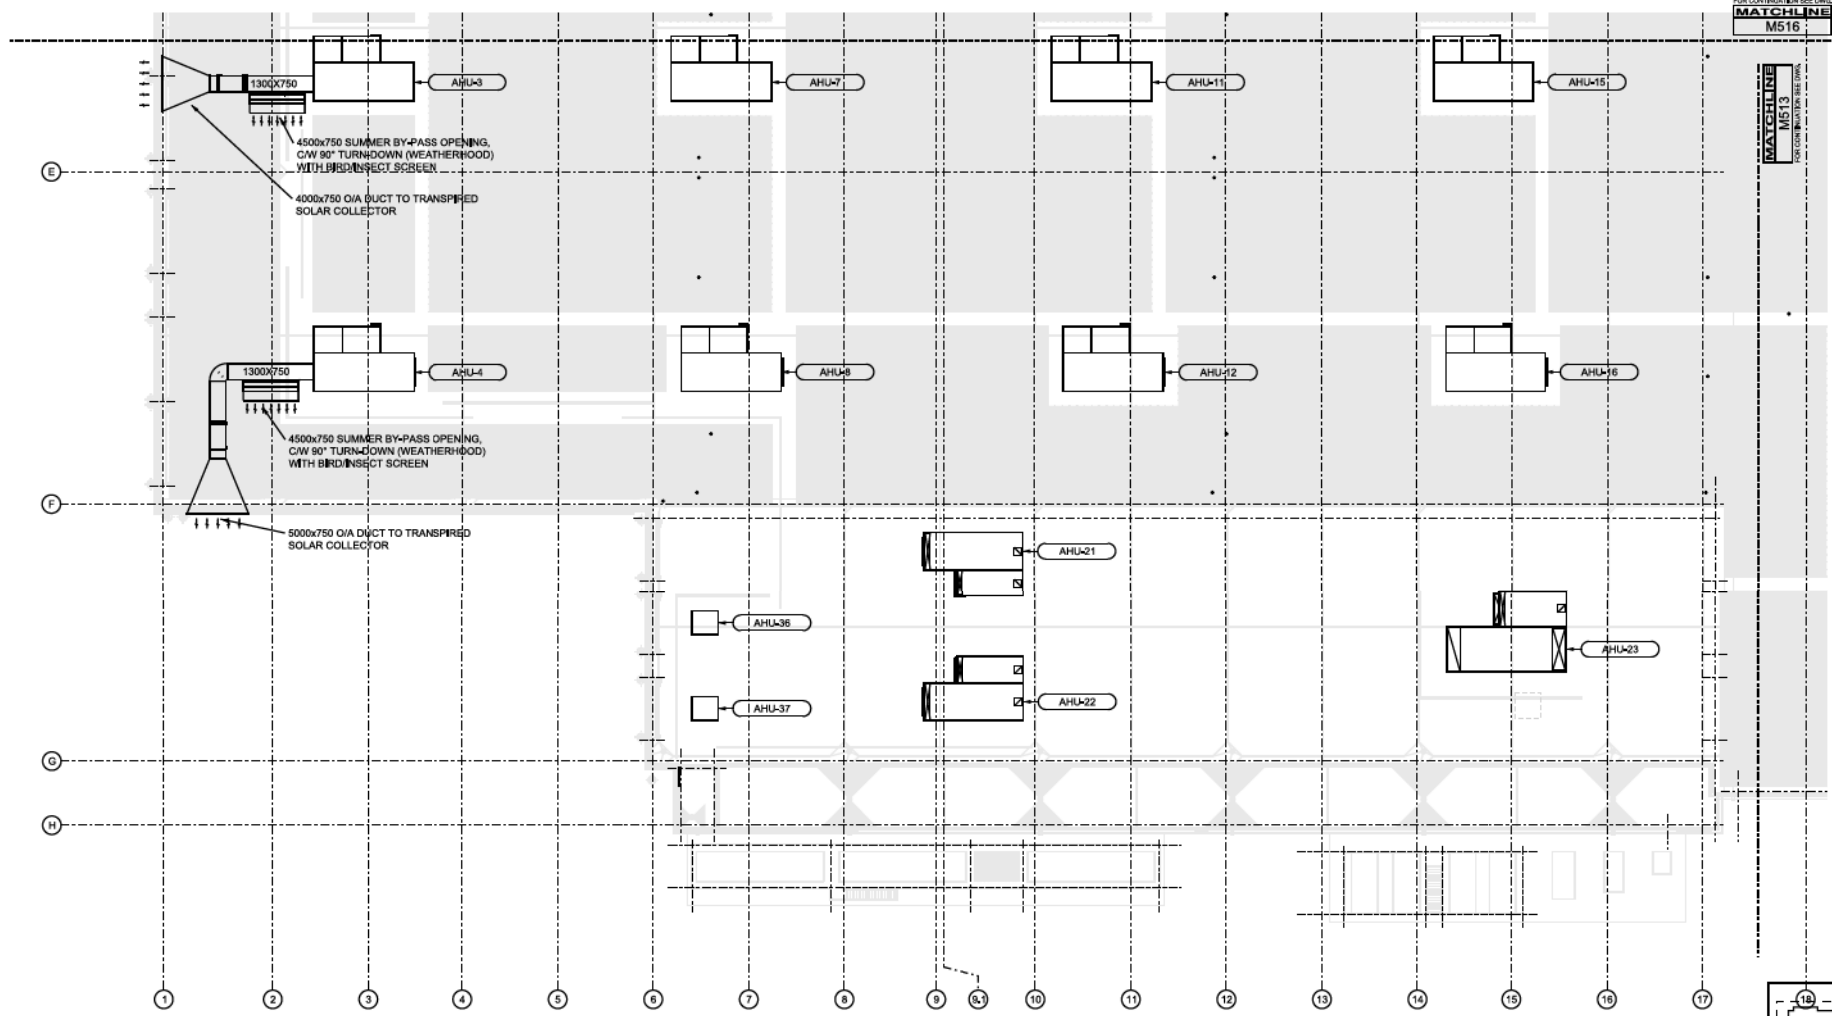 FOR CONTINUATION SEE DWG.
MATCHLINE
M516
MATCHLINE
M513
FOR CONTINUATION SEE DWG.
1300X750
AHU-3
AHU-7
AHU-11
AHU-15
4500x750 SUMMER BY-PASS OPENING,
C/W 90° TURN-DOWN (WEATHERHOOD)
WITH BIRD/INSECT SCREEN
E
4000x750 O/A DUCT TO TRANSPIRED
SOLAR COLLECTOR
1300X750
AHU-4
AHU-8
AHU-12
AHU-16
4500x750 SUMMER BY-PASS OPENING,
C/W 90° TURN-DOWN (WEATHERHOOD)
WITH BIRD/INSECT SCREEN
F
5000x750 O/A DUCT TO TRANSPIRED
SOLAR COLLECTOR
AHU-21
AHU-36
AHU-23
AHU-22
AHU-37
G
H
1 2 3 4 5 6 7 8 9 9.1 10 11 12 13 14 15 16 17 18